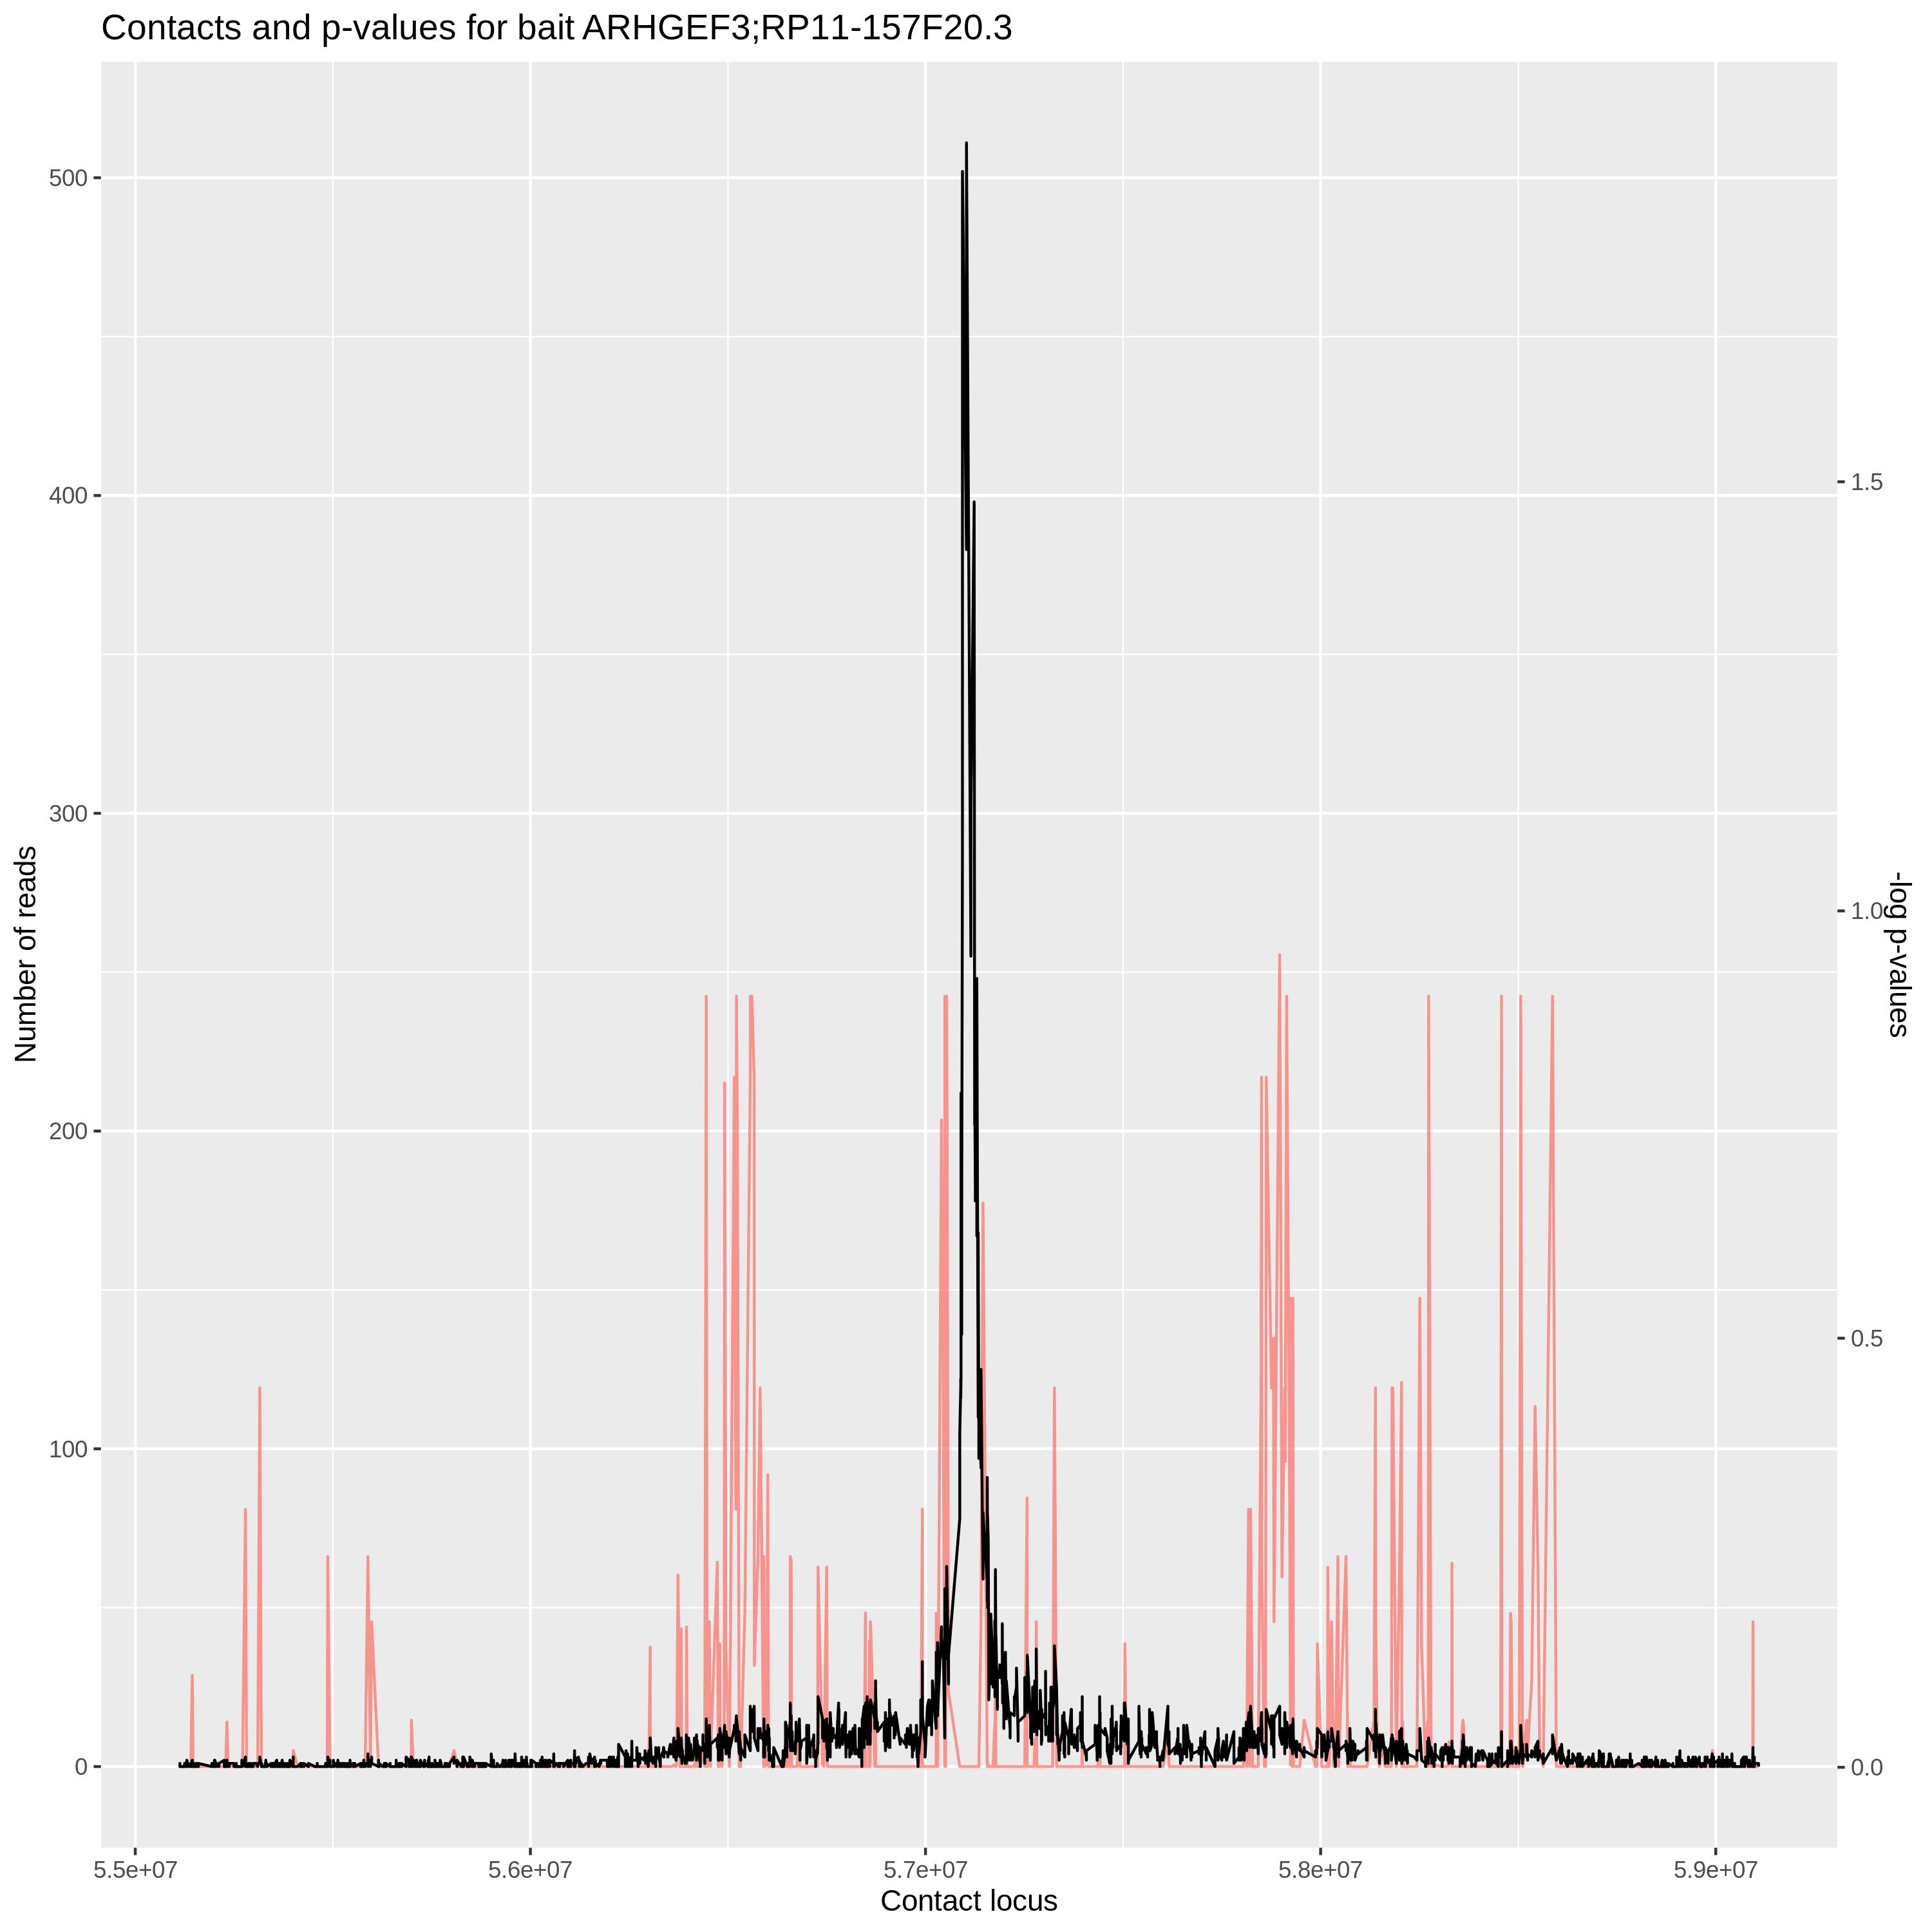 Contacts and p-values for bait ARHGEF3;RP11-157F20.3
500
400
300
200
100
0
Number of reads
1.5
1.0
0.5
0.0
-log p-values
5.5e+07
5.6e+07
5.7e+07
5.8e+07
5.9e+07
Contact locus